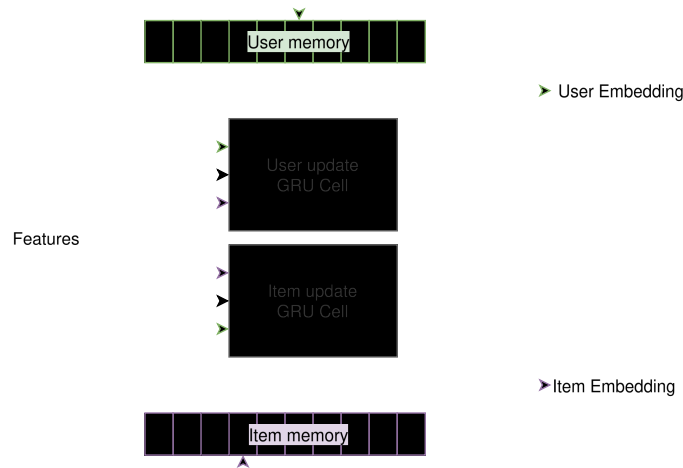 User memory
User Embedding
User update
GRU Cell
Features
Item update
GRU Cell
Item Embedding
Item memory